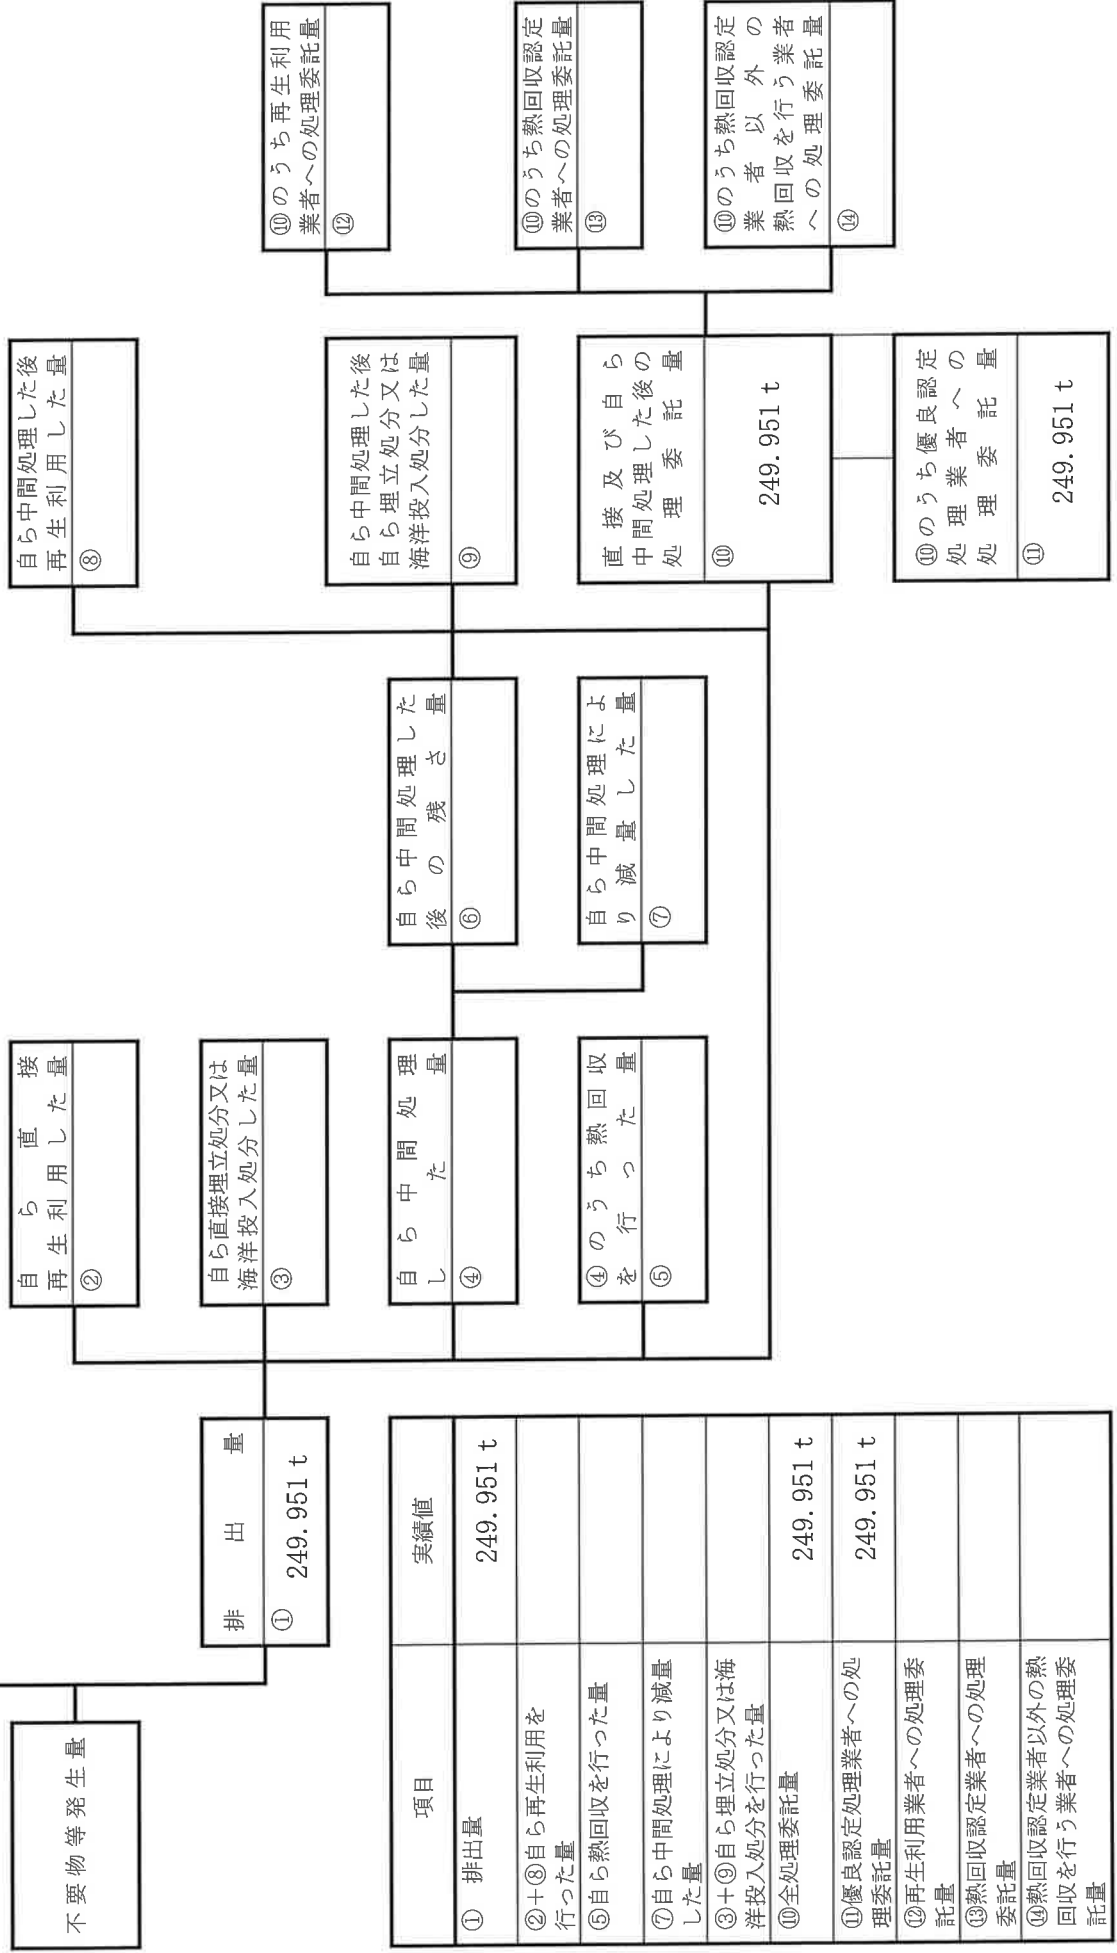 不要物等発生量
排出量
① 249.951 t
自ら直接
再生利用した量
②
自ら直接埋立処分又は
海洋投入処分した量
③
自ら中間処理
した量
④
④のうち熱回収
を行った量
⑤
自ら中間処理した
後の残さ量
⑥
自ら中間処理によ
り減量した量
⑦
自ら中間処理した後
再生利用した量
⑧
自ら中間処理した後
自ら埋立処分又は
海洋投入処分した量
⑨
直接及び自ら
中間処理した後の
処理委託量
⑩
249.951 t
⑩のうち優良認定
処理業者への
処理委託量
⑪
249.951 t
⑩のうち再生利用
業者への処理委託量
⑫
⑩のうち熱回収認定
業者への処理委託量
⑬
⑩のうち熱回収認定
業者以外の
熱回収を行う業者
への処理委託量
⑭
項目 実績値
① 排出量 249.951 t
②+⑧自ら再生利用を
行った量
⑤自ら熱回収を行った量
⑦自ら中間処理により減量
した量
③+⑨自ら埋立処分又は海
洋投入処分を行った量
⑩全処理委託量 249.951 t
⑪優良認定処理業者への処
理委託量 249.951 t
⑫再生利用業者への処理委
託量
⑬熱回収認定業者への処理
委託量
⑭熱回収認定業者以外の熱
回収を行う業者への処理委
託量